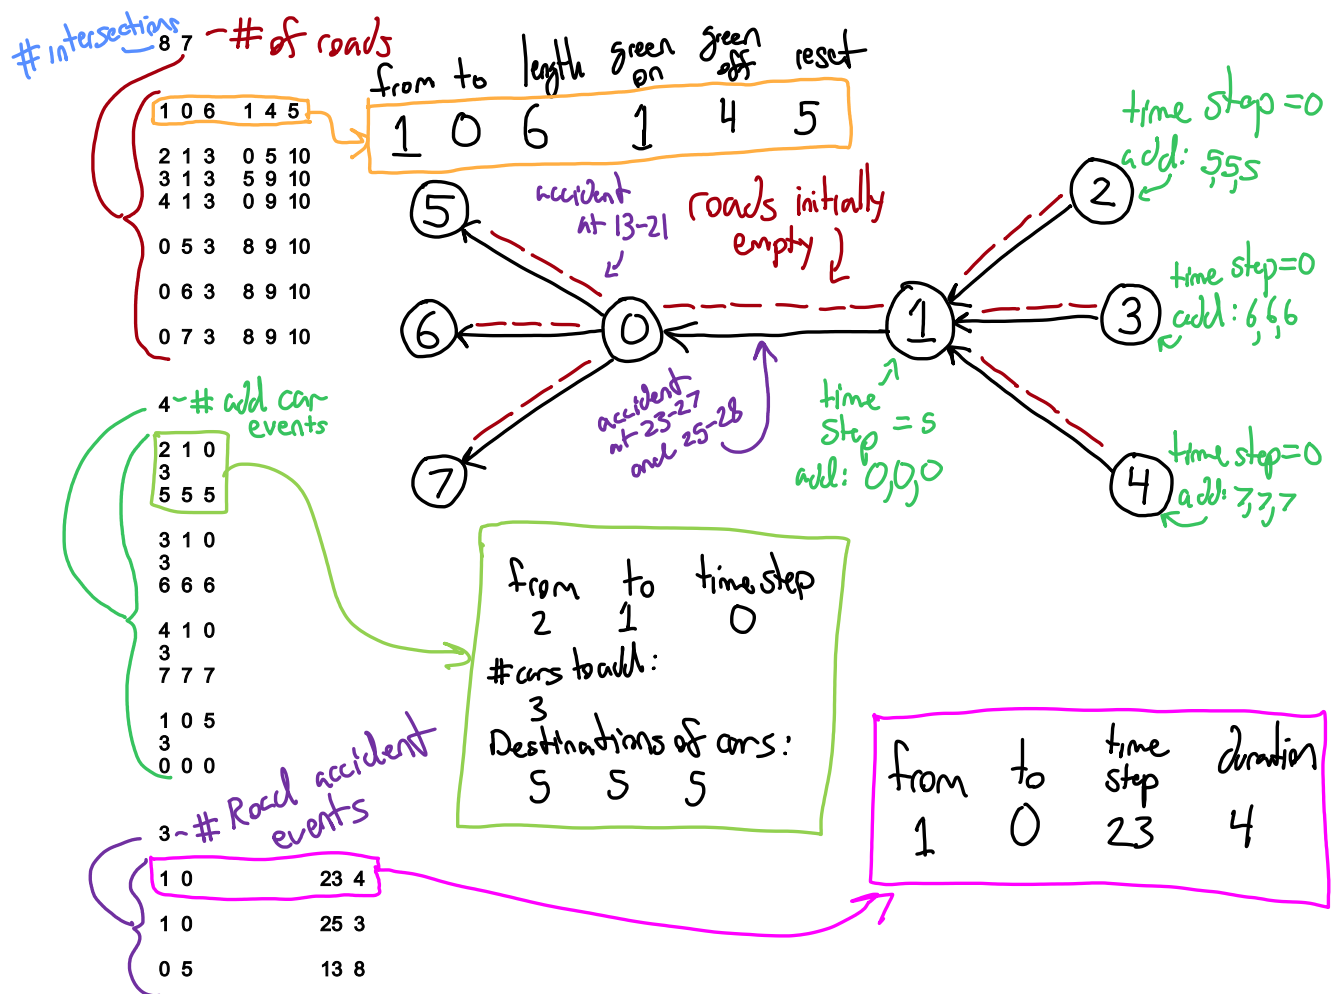 # intersections
8 7 ~ # of roads
1 0 6 1 4 5
2 1 3 0 5 10
3 1 3 5 9 10
4 1 3 0 9 10
0 5 3 8 9 10
0 6 3 8 9 10
0 7 3 8 9 10
from to length green on green off reset
1 0 6 1 4 5
accident
at 13-21
roads initially
empty
5
6
7
0
1
2
3
4
time step=0
add: 5,5,5
time step=0
add: 6,6,6
time step=0
add: 7,7,7
time
step = 5
add: 0,0,0
accident
at 23-27
and 25-28
4 ~ # add car
events
2 1 0
3
5 5 5
3 1 0
3
6 6 6
4 1 0
3
7 7 7
1 0 5
3
0 0 0
from to timestep
2 1 0
# cars to add:
3
Destinations of cars:
5 5 5
3 ~ # Road accident
events
1 0 23 4
1 0 25 3
0 5 13 8
from to time step duration
1 0 23 4